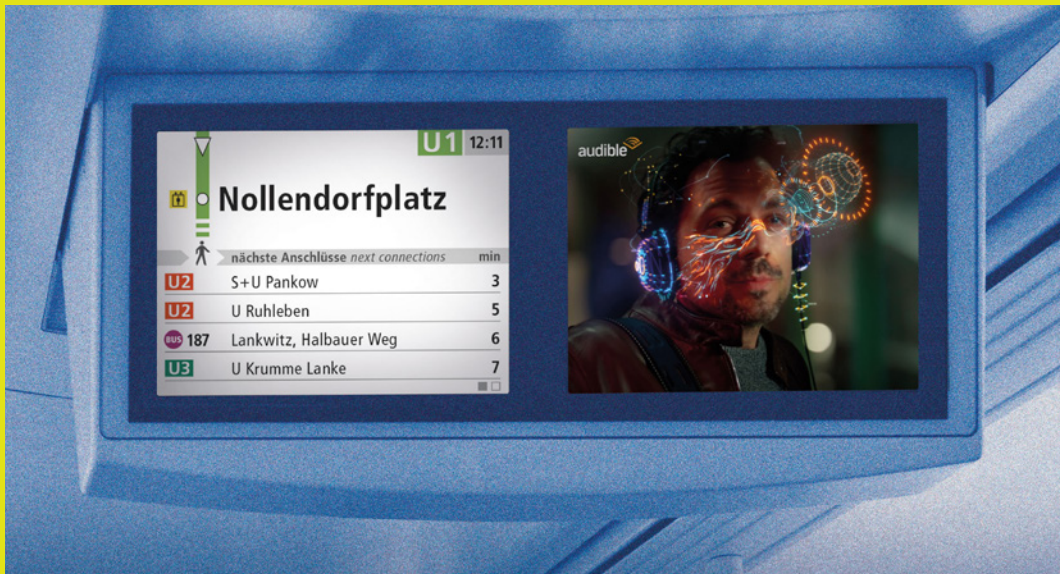 U1 12:11
Nollendorfplatz
nächste Anschlüsse next connections min
U2 S+U Pankow 3
U2 U Ruhleben 5
BUS 187 Lankwitz, Halbauer Weg 6
U3 U Krumme Lanke 7
audible